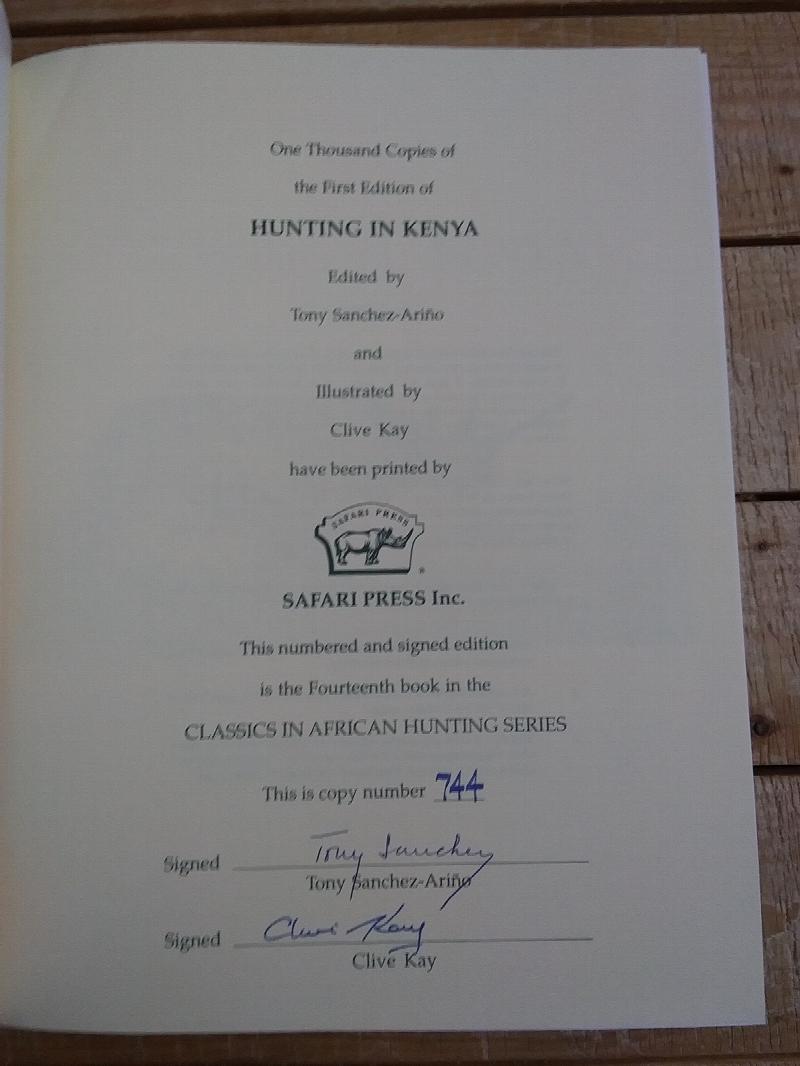 One Thousand Copies of
the First Edition of
HUNTING IN KENYA
Edited by
Tony Sanchez-Ariño
and
Illustrated by
Clive Kay
have been printed by
SAFARI PRESS
®
SAFARI PRESS Inc.
This numbered and signed edition
is the Fourteenth book in the
CLASSICS IN AFRICAN HUNTING SERIES
This is copy number 744
Signed Tony Sanchez
Tony Sanchez-Ariño
Signed Clive Kay
Clive Kay